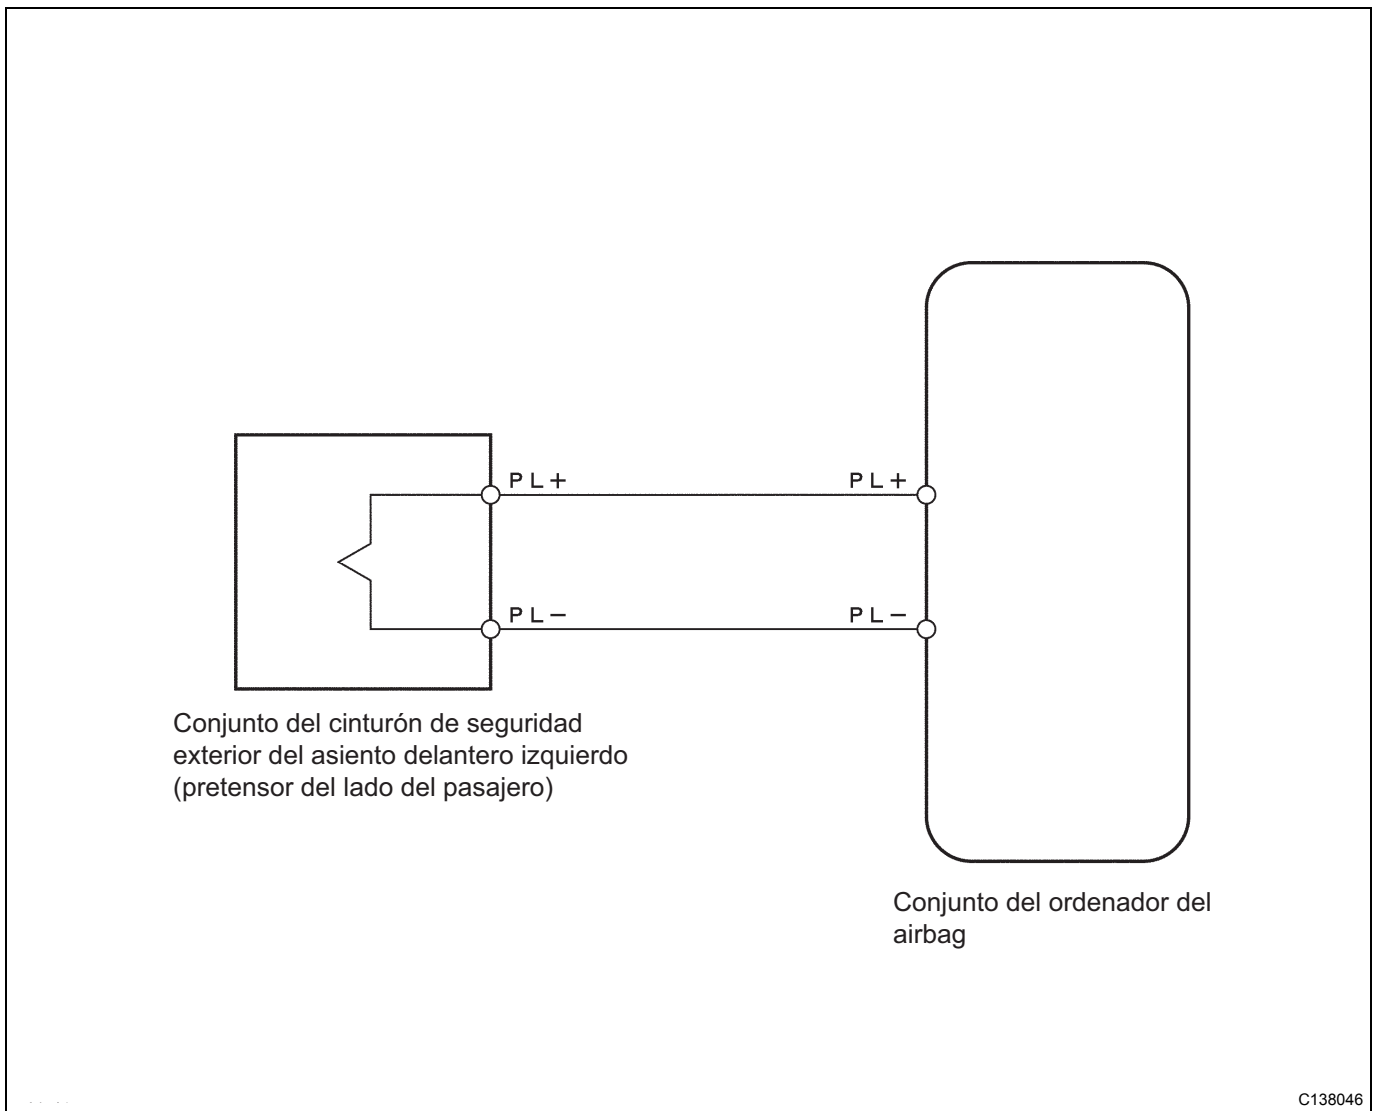 PL+ PL+
PL− PL−
Conjunto del cinturón de seguridad
exterior del asiento delantero izquierdo
(pretensor del lado del pasajero)
Conjunto del ordenador del
airbag
C138046